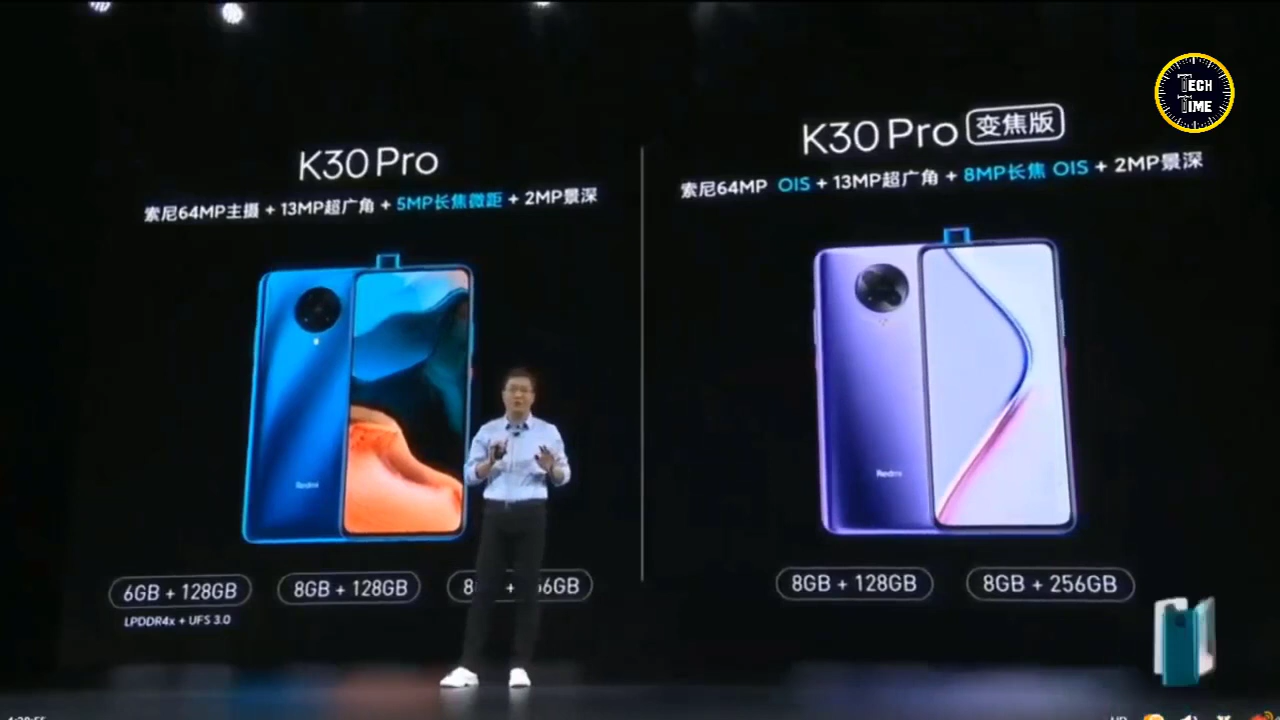 TECH
TIME
K30 Pro
索尼64MP主摄 + 13MP超广角 + 5MP长焦微距 + 2MP景深
Redmi
6GB + 128GB
8GB + 128GB
LPDDR4x + UFS 3.0
K30 Pro 变焦版
索尼64MP OIS + 13MP超广角 + 8MP长焦 OIS + 2MP景深
Redmi
8GB + 128GB
8GB + 256GB